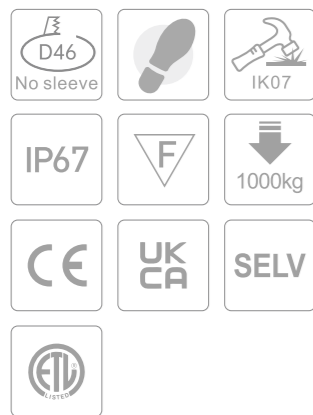 D46
No sleeve
IK07
IP67
F
1000kg
CE
UK
CA
SELV
ETL
LISTED